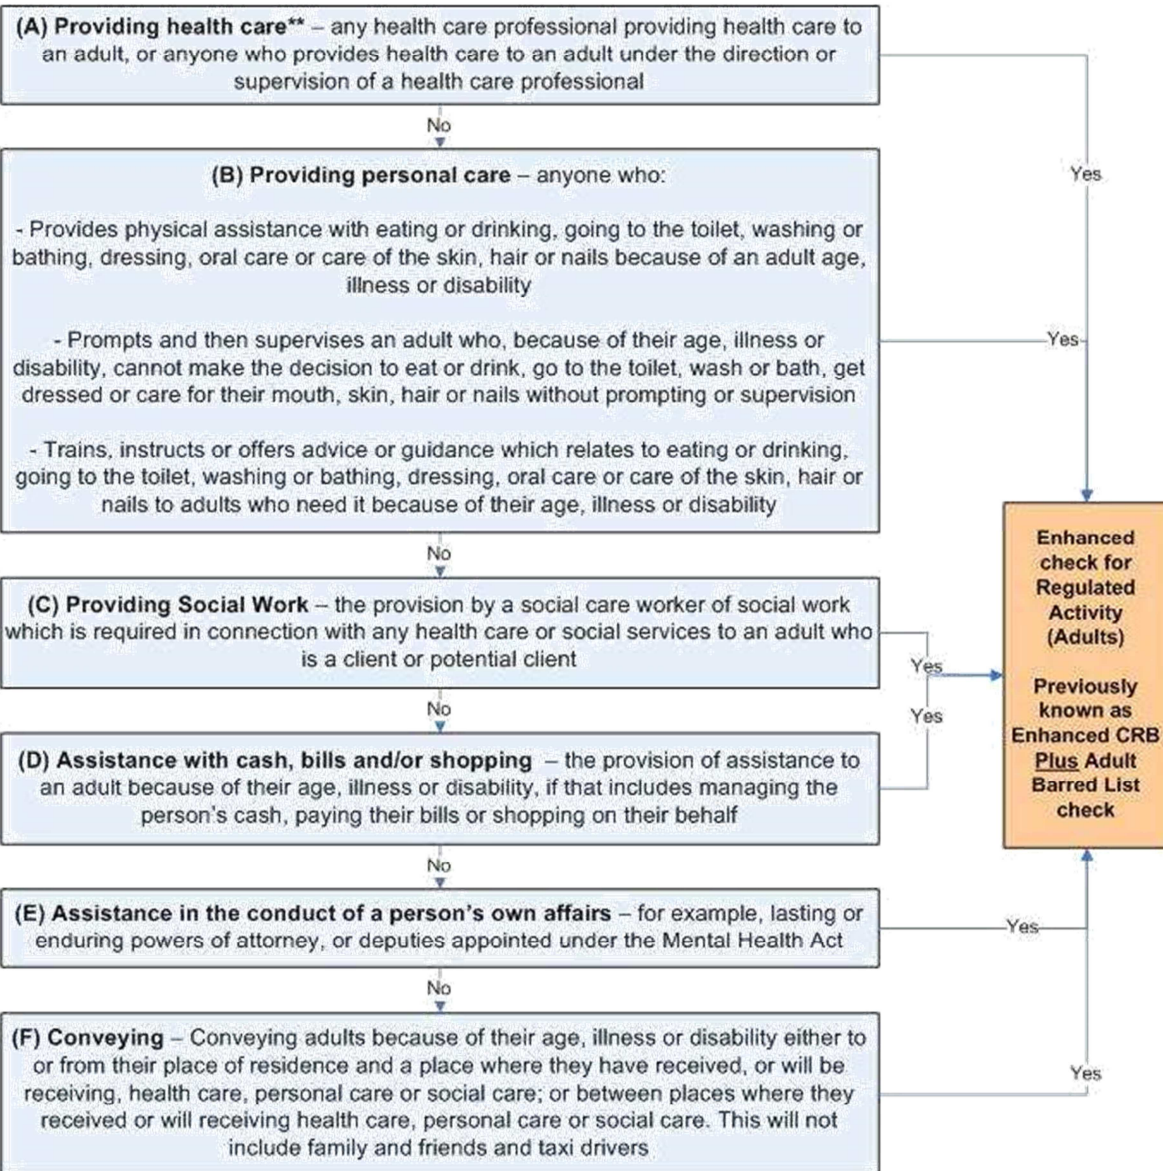 (A) Providing health care** – any health care professional providing health care to
an adult, or anyone who provides health care to an adult under the direction or
supervision of a health care professional
No
Yes
(B) Providing personal care – anyone who:
- Provides physical assistance with eating or drinking, going to the toilet, washing or
bathing, dressing, oral care or care of the skin, hair or nails because of an adult age,
illness or disability
- Prompts and then supervises an adult who, because of their age, illness or
disability, cannot make the decision to eat or drink, go to the toilet, wash or bath, get
dressed or care for their mouth, skin, hair or nails without prompting or supervision
- Trains, instructs or offers advice or guidance which relates to eating or drinking,
going to the toilet, washing or bathing, dressing, oral care or care of the skin, hair or
nails to adults who need it because of their age, illness or disability
Yes
No
(C) Providing Social Work – the provision by a social care worker of social work
which is required in connection with any health care or social services to an adult who
is a client or potential client
Yes
No
(D) Assistance with cash, bills and/or shopping – the provision of assistance to
an adult because of their age, illness or disability, if that includes managing the
person's cash, paying their bills or shopping on their behalf
Yes
No
(E) Assistance in the conduct of a person's own affairs – for example, lasting or
enduring powers of attorney, or deputies appointed under the Mental Health Act
Yes
No
(F) Conveying – Conveying adults because of their age, illness or disability either to
or from their place of residence and a place where they have received, or will be
receiving, health care, personal care or social care; or between places where they
received or will receiving health care, personal care or social care. This will not
include family and friends and taxi drivers
Yes
Enhanced
check for
Regulated
Activity
(Adults)
Previously
known as
Enhanced CRB
Plus Adult
Barred List
check